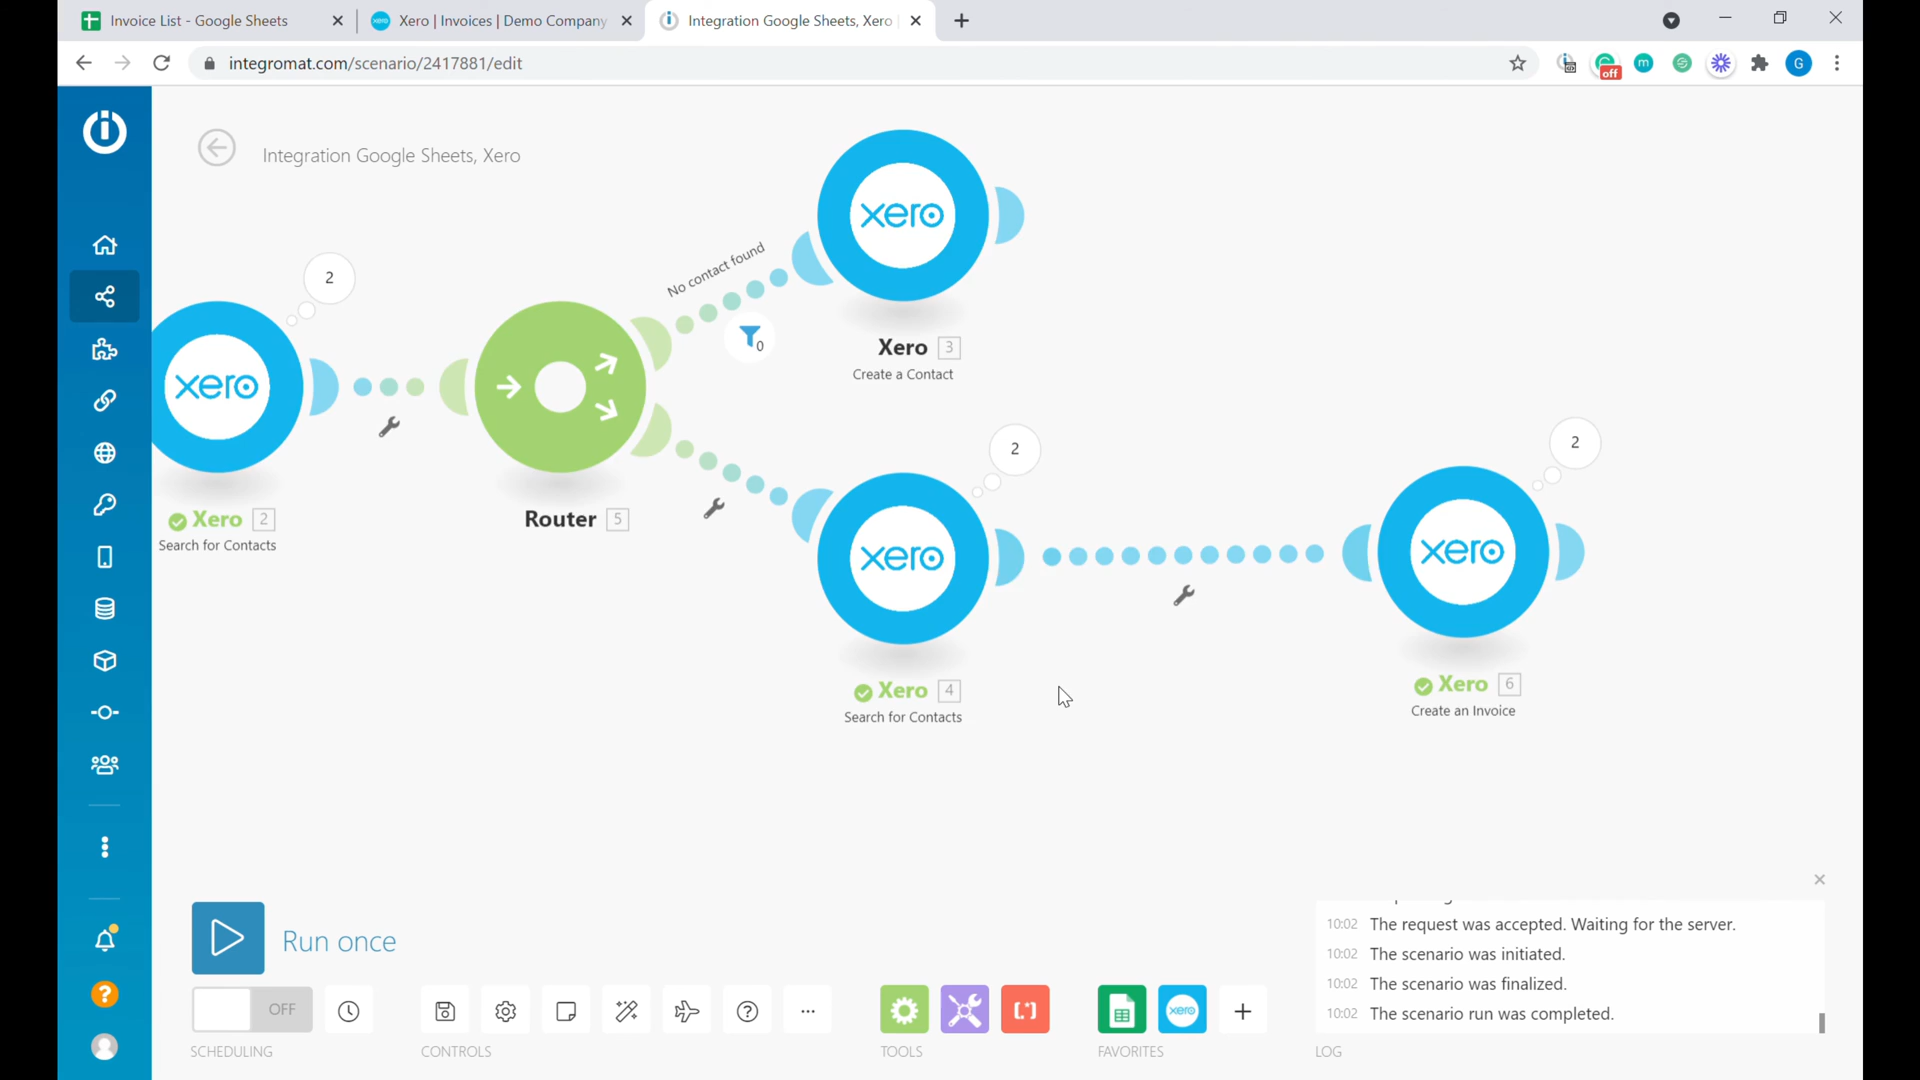 Invoice List - Google Sheets
xero Xero | Invoices | Demo Company
Integration Google Sheets, Xero |
integromat.com/scenario/2417881/edit
off
m
G
Integration Google Sheets, Xero
xero
No contact found
2
0
Xero 3
Create a Contact
xero
2
2
Xero 2
Search for Contacts
Router 5
xero
xero
Xero 4
Search for Contacts
Xero 6
Create an Invoice
Run once
10:02 The request was accepted. Waiting for the server.
10:02 The scenario was initiated.
10:02 The scenario was finalized.
10:02 The scenario run was completed.
OFF
xero
SCHEDULING
CONTROLS
TOOLS
FAVORITES
LOG